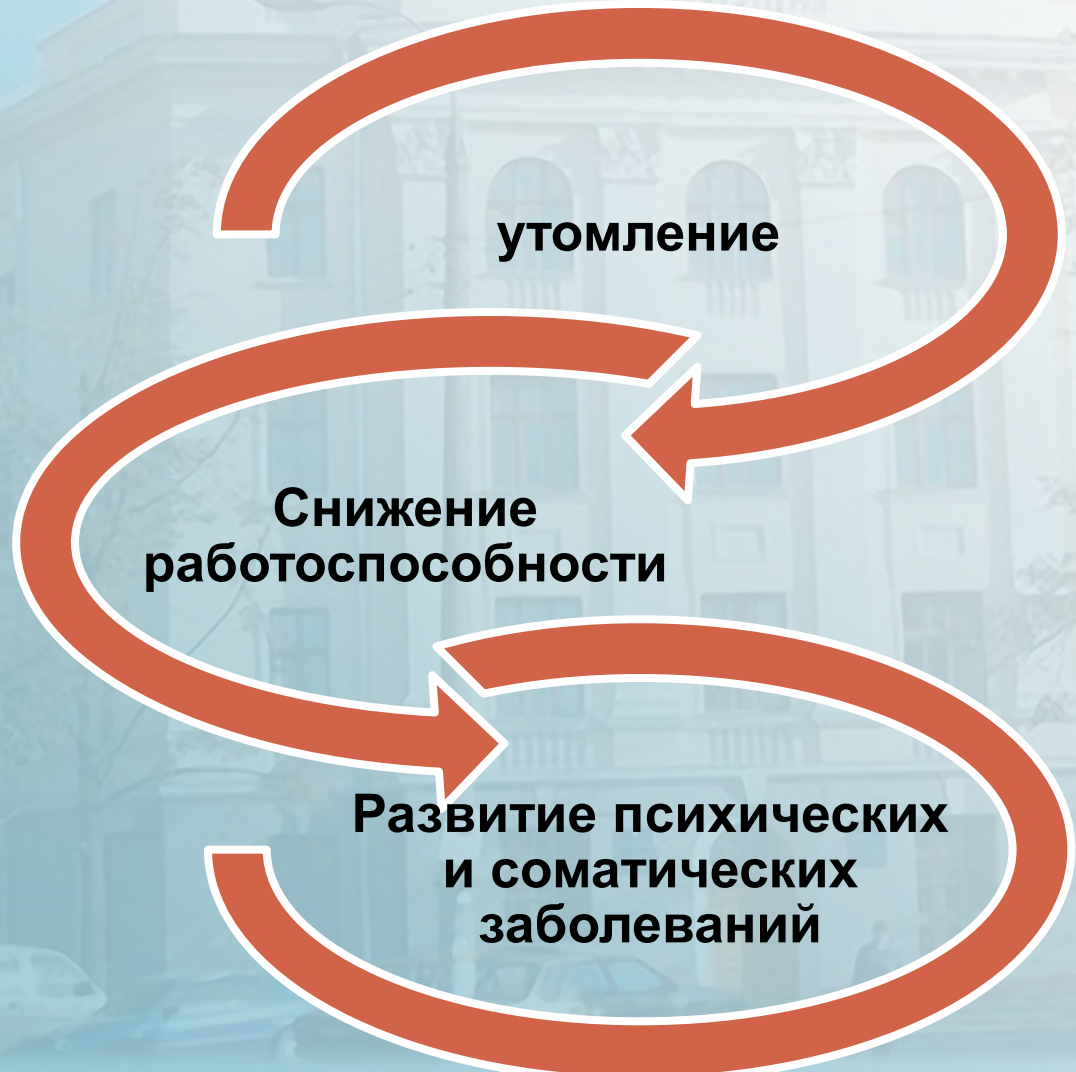 утомление
Снижение
работоспособности
Развитие психических
и соматических
заболеваний